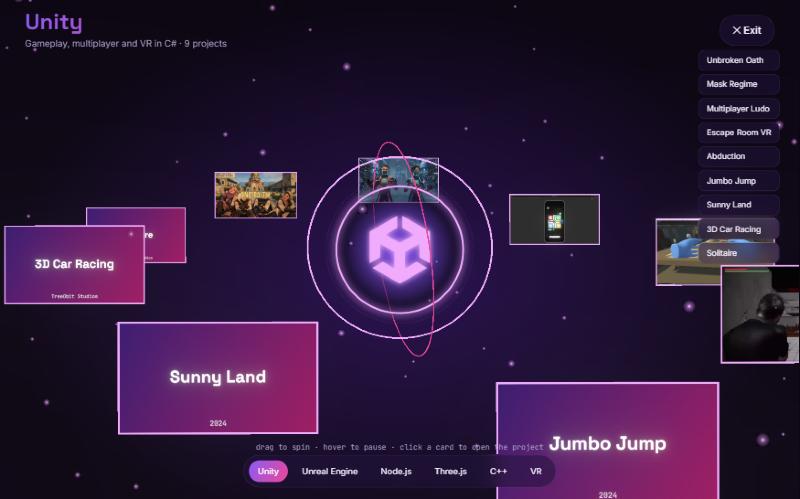 Unity
Gameplay, multiplayer and VR in C# · 9 projects
✕ Exit
Unbroken Oath
Mask Regime
Multiplayer Ludo
Escape Room VR
Abduction
Jumbo Jump
Sunny Land
3D Car Racing
Solitaire
re
3D Car Racing
TreeObit Studios
Sunny Land
2024
Jumbo Jump
2024
drag to spin · hover to pause · click a card to open the project
Unity
Unreal Engine
Node.js
Three.js
C++
VR